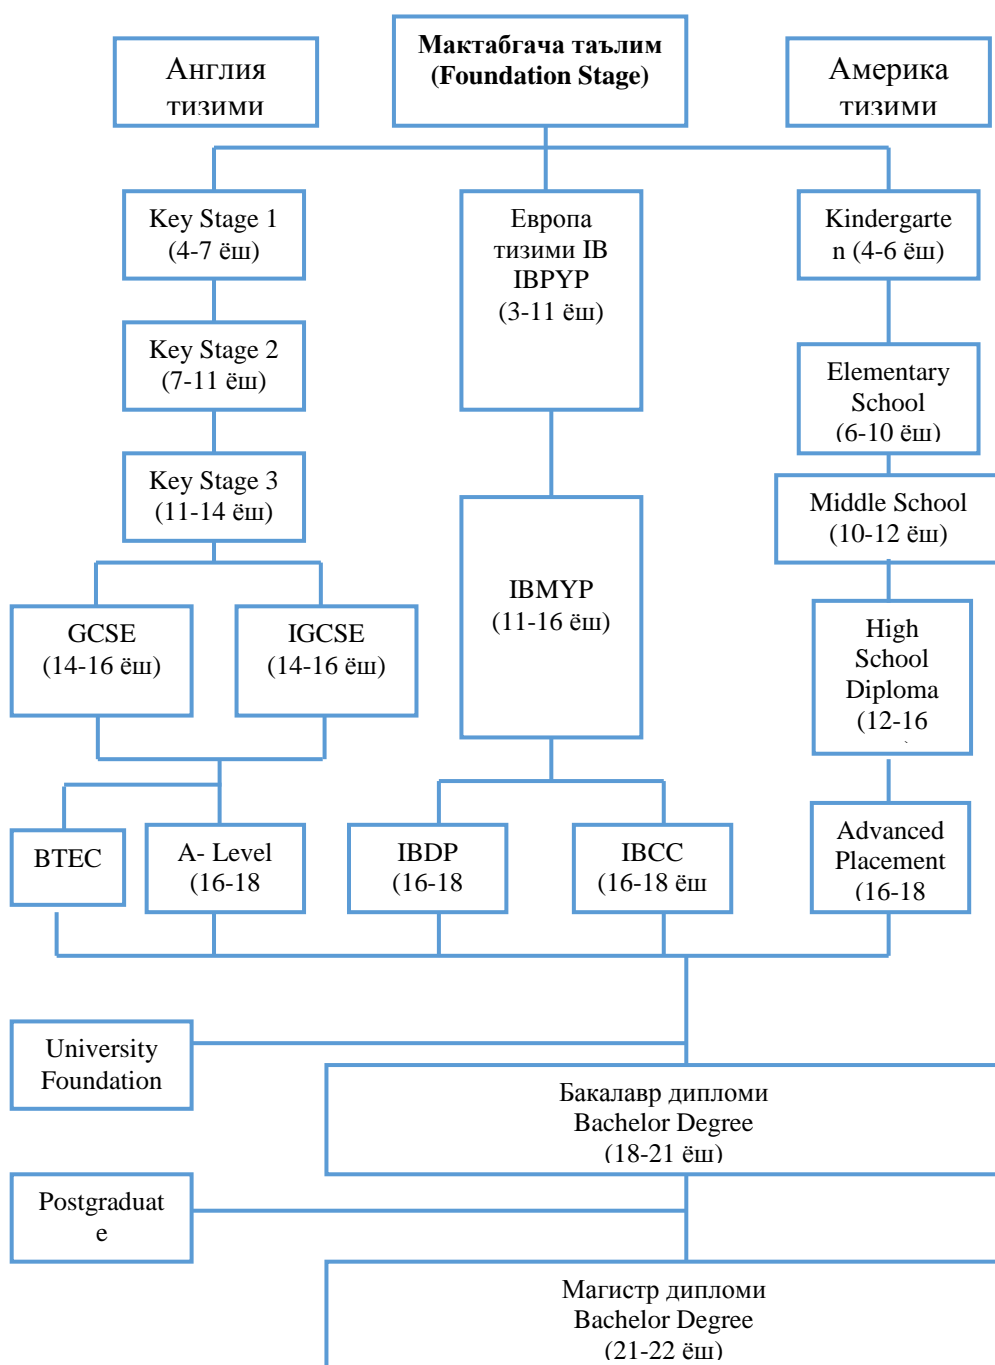 Англия
тизими
Мактабгача таълим
(Foundation Stage)
Америка
тизими
Key Stage 1
(4-7 ёш)
Европа
тизими IB
IBPYP
(3-11 ёш)
Kindergarte
n (4-6 ёш)
Key Stage 2
(7-11 ёш)
Elementary
School
(6-10 ёш)
Key Stage 3
(11-14 ёш)
Middle School
(10-12 ёш)
IBMYP
(11-16 ёш)
GCSE
(14-16 ёш)
IGCSE
(14-16 ёш)
High
School
Diploma
(12-16
BTEC
A- Level
(16-18
IBDP
(16-18
IBCC
(16-18 ёш
Advanced
Placement
(16-18
University
Foundation
Бакалавр дипломи
Bachelor Degree
(18-21 ёш)
Postgraduat
e
Магистр дипломи
Bachelor Degree
(21-22 ёш)